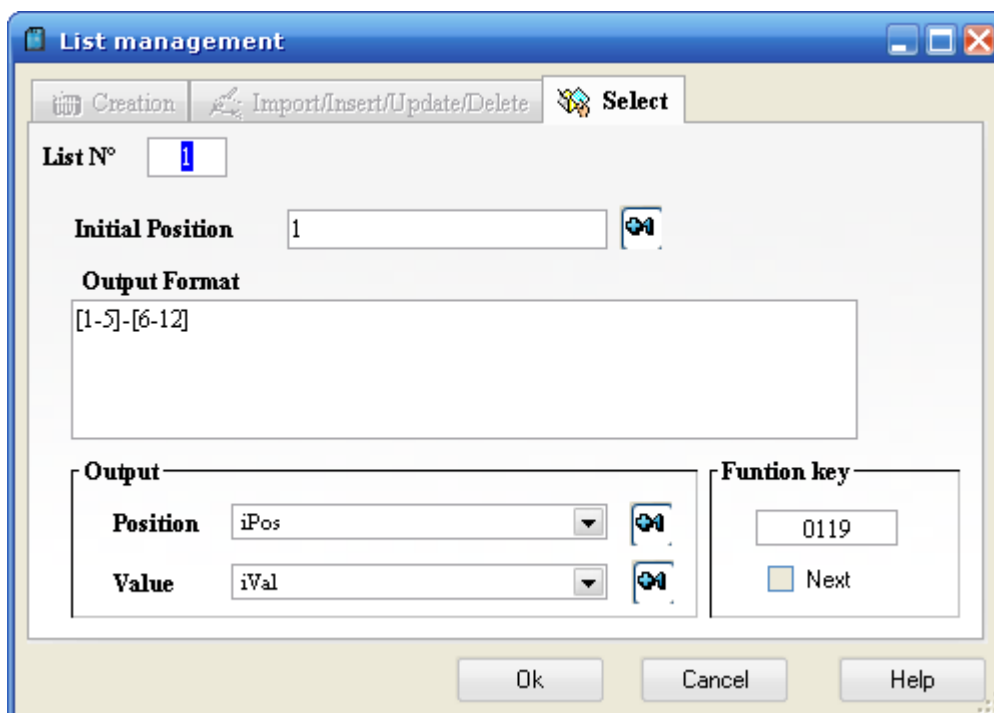 List management
Creation Import/Insert/Update/Delete Select
List N° 1
Initial Position 1
Output Format
[1-5]-[6-12]
Output
Position iPos
Value iVal
Funtion key
0119
Next
Ok Cancel Help